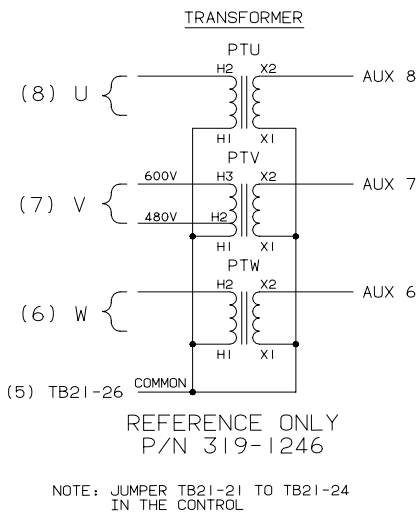 TRANSFORMER
PTU
H2 X2
AUX 8
(8) U
H1 X1
PTV
600V H3 X2
AUX 7
(7) V
480V H2
H1 X1
PTW
H2 X2
AUX 6
(6) W
H1 X1
(5) TB21-26 COMMON
REFERENCE ONLY
P/N 319-1246
NOTE: JUMPER TB21-21 TO TB21-24
IN THE CONTROL